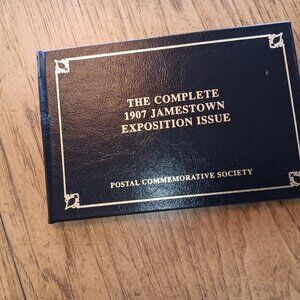 THE COMPLETE
1907 JAMESTOWN
EXPOSITION ISSUE
POSTAL COMMEMORATIVE SOCIETY